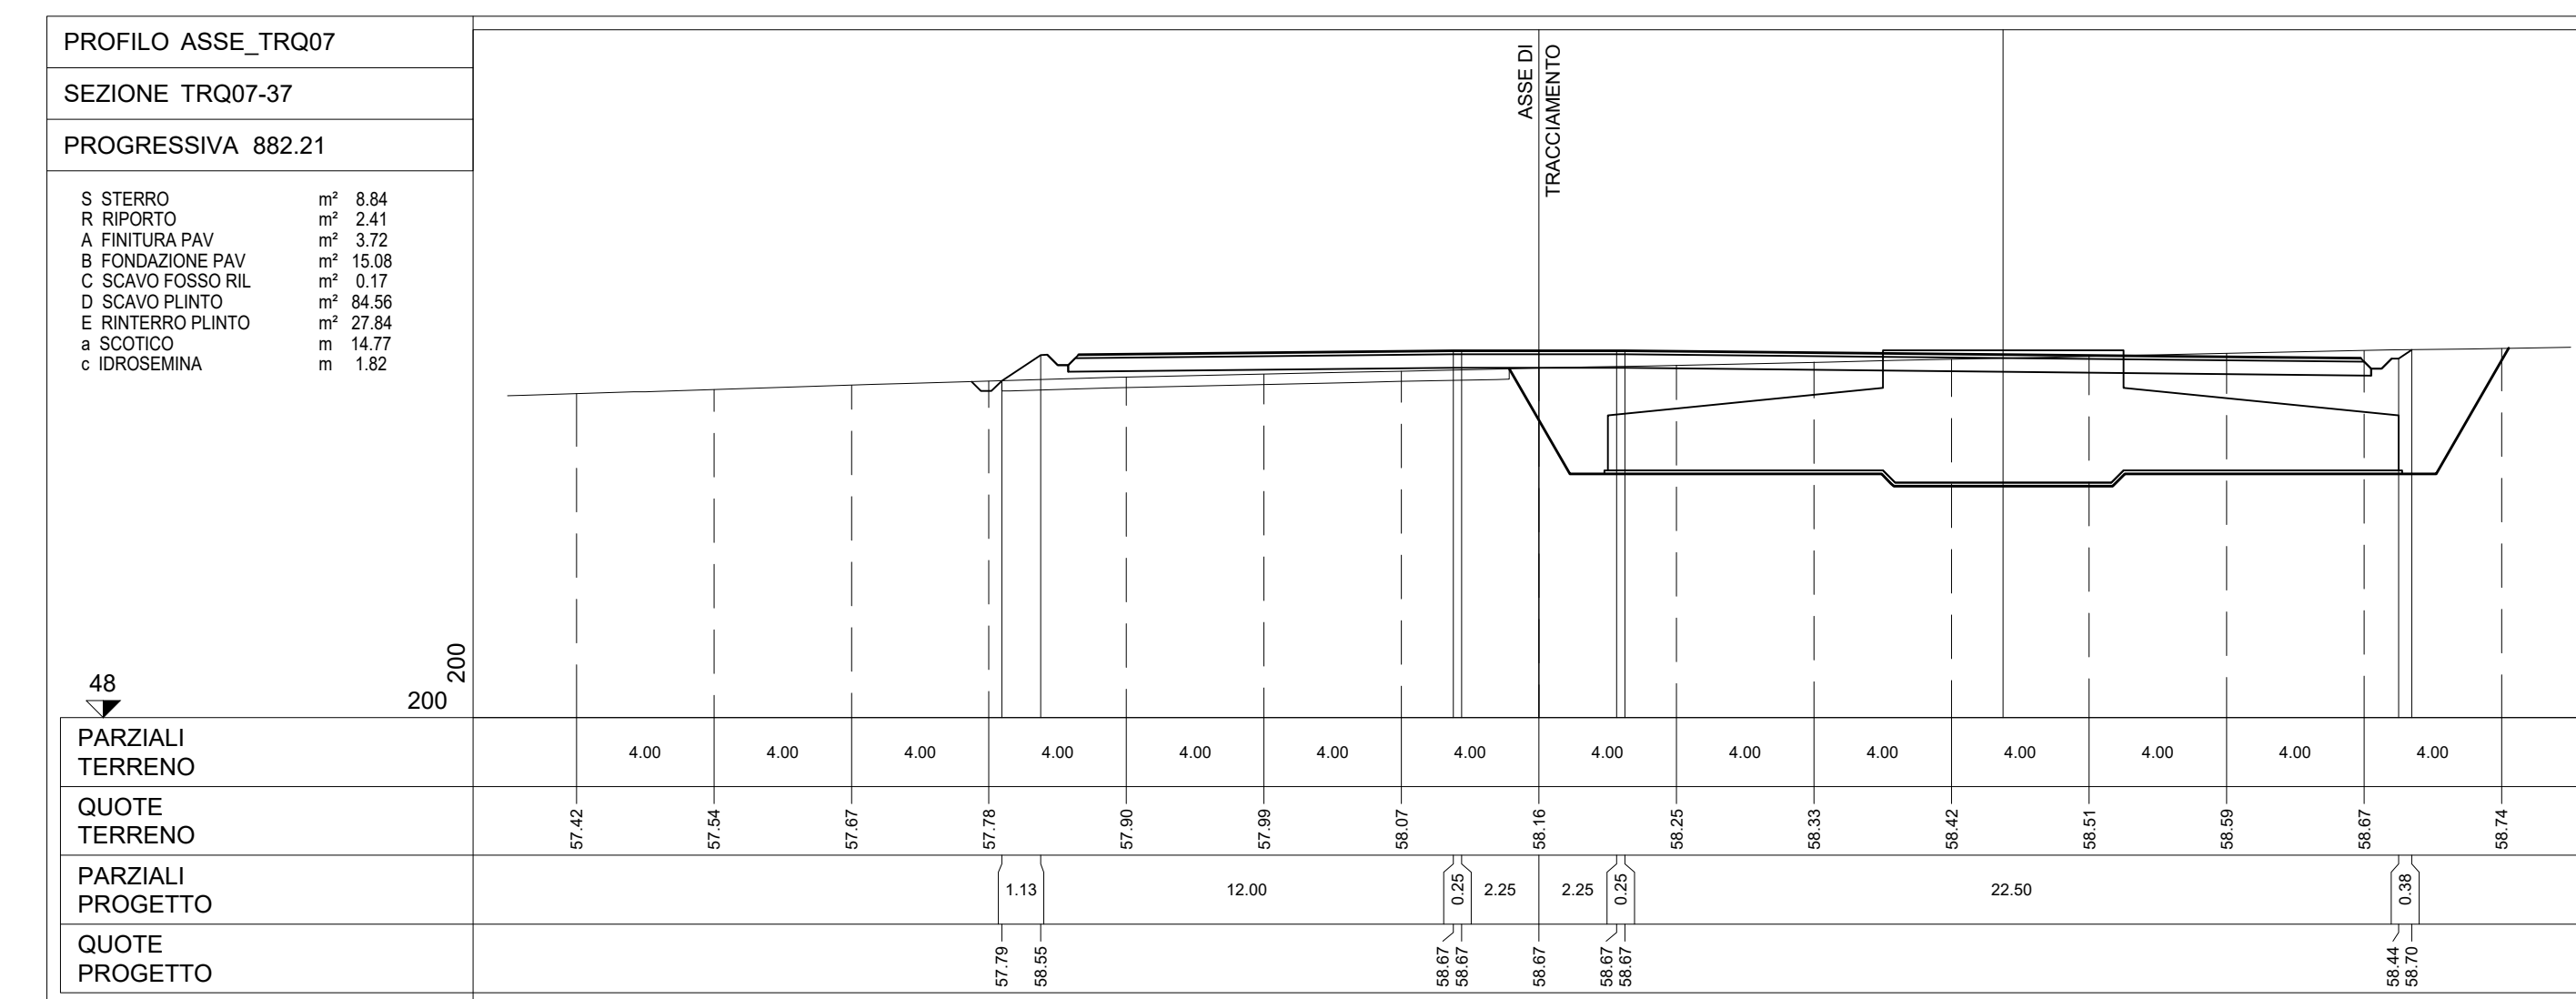 PROFILO ASSE_TRQ07
SEZIONE TRQ07-37
PROGRESSIVA 882.21
S STERRO m² 8.84
R RIPORTO m² 2.41
A FINITURA PAV m² 3.72
B FONDAZIONE PAV m² 15.08
C SCAVO FOSSO RIL m² 0.17
D SCAVO PLINTO m² 84.56
E RINTERRO PLINTO m² 27.84
a SCOTICO m 14.77
c IDROSEMINA m 1.82
ASSE DI
TRACCIAMENTO
48
200
200
PARZIALI
TERRENO
4.00 4.00 4.00 4.00 4.00 4.00 4.00 4.00 4.00 4.00 4.00 4.00 4.00 4.00
QUOTE
TERRENO
57.42 57.54 57.67 57.78 57.90 57.99 58.07 58.16 58.25 58.33 58.42 58.51 58.59 58.67 58.74
PARZIALI
PROGETTO
1.13 12.00 0.25 2.25 2.25 0.25 22.50 0.38
QUOTE
PROGETTO
57.79 58.55 58.67 58.67 58.67 58.67 58.67 58.44 58.70